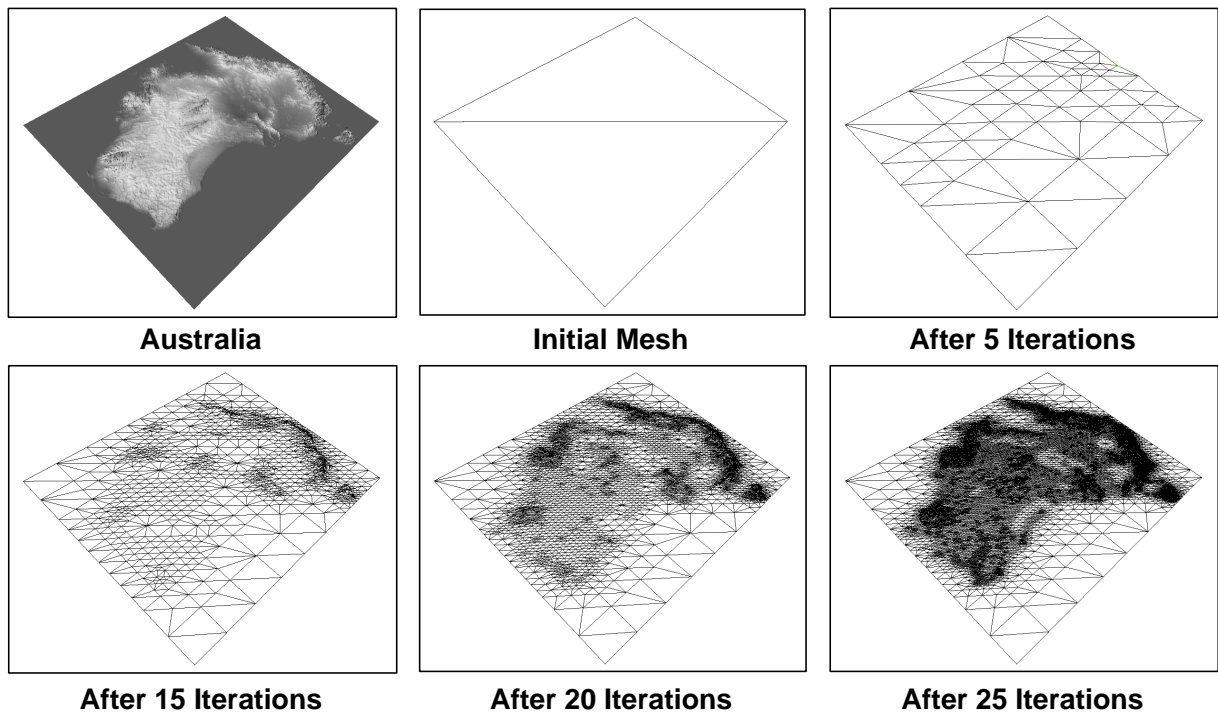 Australia
Initial Mesh
After 5 Iterations
After 15 Iterations
After 20 Iterations
After 25 Iterations